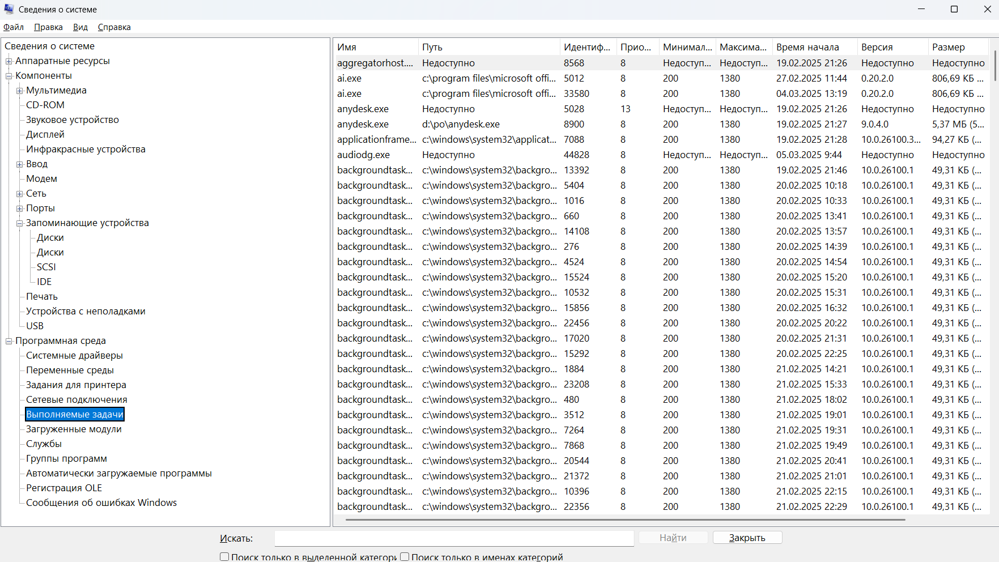 Сведения о системе
Файл Правка Вид Справка
Сведения о системе
Аппаратные ресурсы
Компоненты
Мультимедиа
CD-ROM
Звуковое устройство
Дисплей
Инфракрасные устройства
Ввод
Модем
Сеть
Порты
Запоминающие устройства
Диски
Диски
SCSI
IDE
Печать
Устройства с неполадками
USB
Программная среда
Системные драйверы
Переменные среды
Задания для принтера
Сетевые подключения
Выполняемые задачи
Загруженные модули
Службы
Группы программ
Автоматически загружаемые программы
Регистрация OLE
Сообщения об ошибках Windows
Имя Путь Идентиф... Прио... Минимал... Максима... Время начала Версия Размер
aggregatorhost.... Недоступно 8568 8 Недоступ... Недоступ... 19.02.2025 21:26 Недоступно Недоступно
ai.exe c:\program files\microsoft offi... 5012 8 200 1380 27.02.2025 11:44 0.20.2.0 806,69 КБ ...
ai.exe c:\program files\microsoft offi... 33580 8 200 1380 04.03.2025 13:19 0.20.2.0 806,69 КБ ...
anydesk.exe Недоступно 5028 13 Недоступ... Недоступ... 19.02.2025 21:26 Недоступно Недоступно
anydesk.exe d:\po\anydesk.exe 8900 8 200 1380 19.02.2025 21:27 9.0.4.0 5,37 МБ (5...
applicationframe... c:\windows\system32\applicat... 7088 8 200 1380 19.02.2025 21:28 10.0.26100.3... 94,27 КБ (...
audiodg.exe Недоступно 44828 8 Недоступ... Недоступ... 05.03.2025 9:44 Недоступно Недоступно
backgroundtask... c:\windows\system32\backgro... 13392 8 200 1380 19.02.2025 21:46 10.0.26100.1 49,31 КБ (...
backgroundtask... c:\windows\system32\backgro... 5404 8 200 1380 20.02.2025 10:18 10.0.26100.1 49,31 КБ (...
backgroundtask... c:\windows\system32\backgro... 1016 8 200 1380 20.02.2025 10:33 10.0.26100.1 49,31 КБ (...
backgroundtask... c:\windows\system32\backgro... 660 8 200 1380 20.02.2025 13:41 10.0.26100.1 49,31 КБ (...
backgroundtask... c:\windows\system32\backgro... 14108 8 200 1380 20.02.2025 13:57 10.0.26100.1 49,31 КБ (...
backgroundtask... c:\windows\system32\backgro... 276 8 200 1380 20.02.2025 14:39 10.0.26100.1 49,31 КБ (...
backgroundtask... c:\windows\system32\backgro... 4524 8 200 1380 20.02.2025 14:54 10.0.26100.1 49,31 КБ (...
backgroundtask... c:\windows\system32\backgro... 15524 8 200 1380 20.02.2025 15:20 10.0.26100.1 49,31 КБ (...
backgroundtask... c:\windows\system32\backgro... 10532 8 200 1380 20.02.2025 15:31 10.0.26100.1 49,31 КБ (...
backgroundtask... c:\windows\system32\backgro... 15856 8 200 1380 20.02.2025 16:32 10.0.26100.1 49,31 КБ (...
backgroundtask... c:\windows\system32\backgro... 22456 8 200 1380 20.02.2025 20:22 10.0.26100.1 49,31 КБ (...
backgroundtask... c:\windows\system32\backgro... 17020 8 200 1380 20.02.2025 21:31 10.0.26100.1 49,31 КБ (...
backgroundtask... c:\windows\system32\backgro... 15292 8 200 1380 20.02.2025 22:25 10.0.26100.1 49,31 КБ (...
backgroundtask... c:\windows\system32\backgro... 1884 8 200 1380 21.02.2025 14:21 10.0.26100.1 49,31 КБ (...
backgroundtask... c:\windows\system32\backgro... 23208 8 200 1380 21.02.2025 15:33 10.0.26100.1 49,31 КБ (...
backgroundtask... c:\windows\system32\backgro... 480 8 200 1380 21.02.2025 18:02 10.0.26100.1 49,31 КБ (...
backgroundtask... c:\windows\system32\backgro... 3512 8 200 1380 21.02.2025 19:01 10.0.26100.1 49,31 КБ (...
backgroundtask... c:\windows\system32\backgro... 7264 8 200 1380 21.02.2025 19:31 10.0.26100.1 49,31 КБ (...
backgroundtask... c:\windows\system32\backgro... 7868 8 200 1380 21.02.2025 19:49 10.0.26100.1 49,31 КБ (...
backgroundtask... c:\windows\system32\backgro... 20544 8 200 1380 21.02.2025 20:41 10.0.26100.1 49,31 КБ (...
backgroundtask... c:\windows\system32\backgro... 21372 8 200 1380 21.02.2025 21:01 10.0.26100.1 49,31 КБ (...
backgroundtask... c:\windows\system32\backgro... 10396 8 200 1380 21.02.2025 22:15 10.0.26100.1 49,31 КБ (...
backgroundtask... c:\windows\system32\backgro... 22356 8 200 1380 21.02.2025 22:29 10.0.26100.1 49,31 КБ (...
Искать: Найти Закрыть
Поиск только в выделенной категори Поиск только в именах категорий